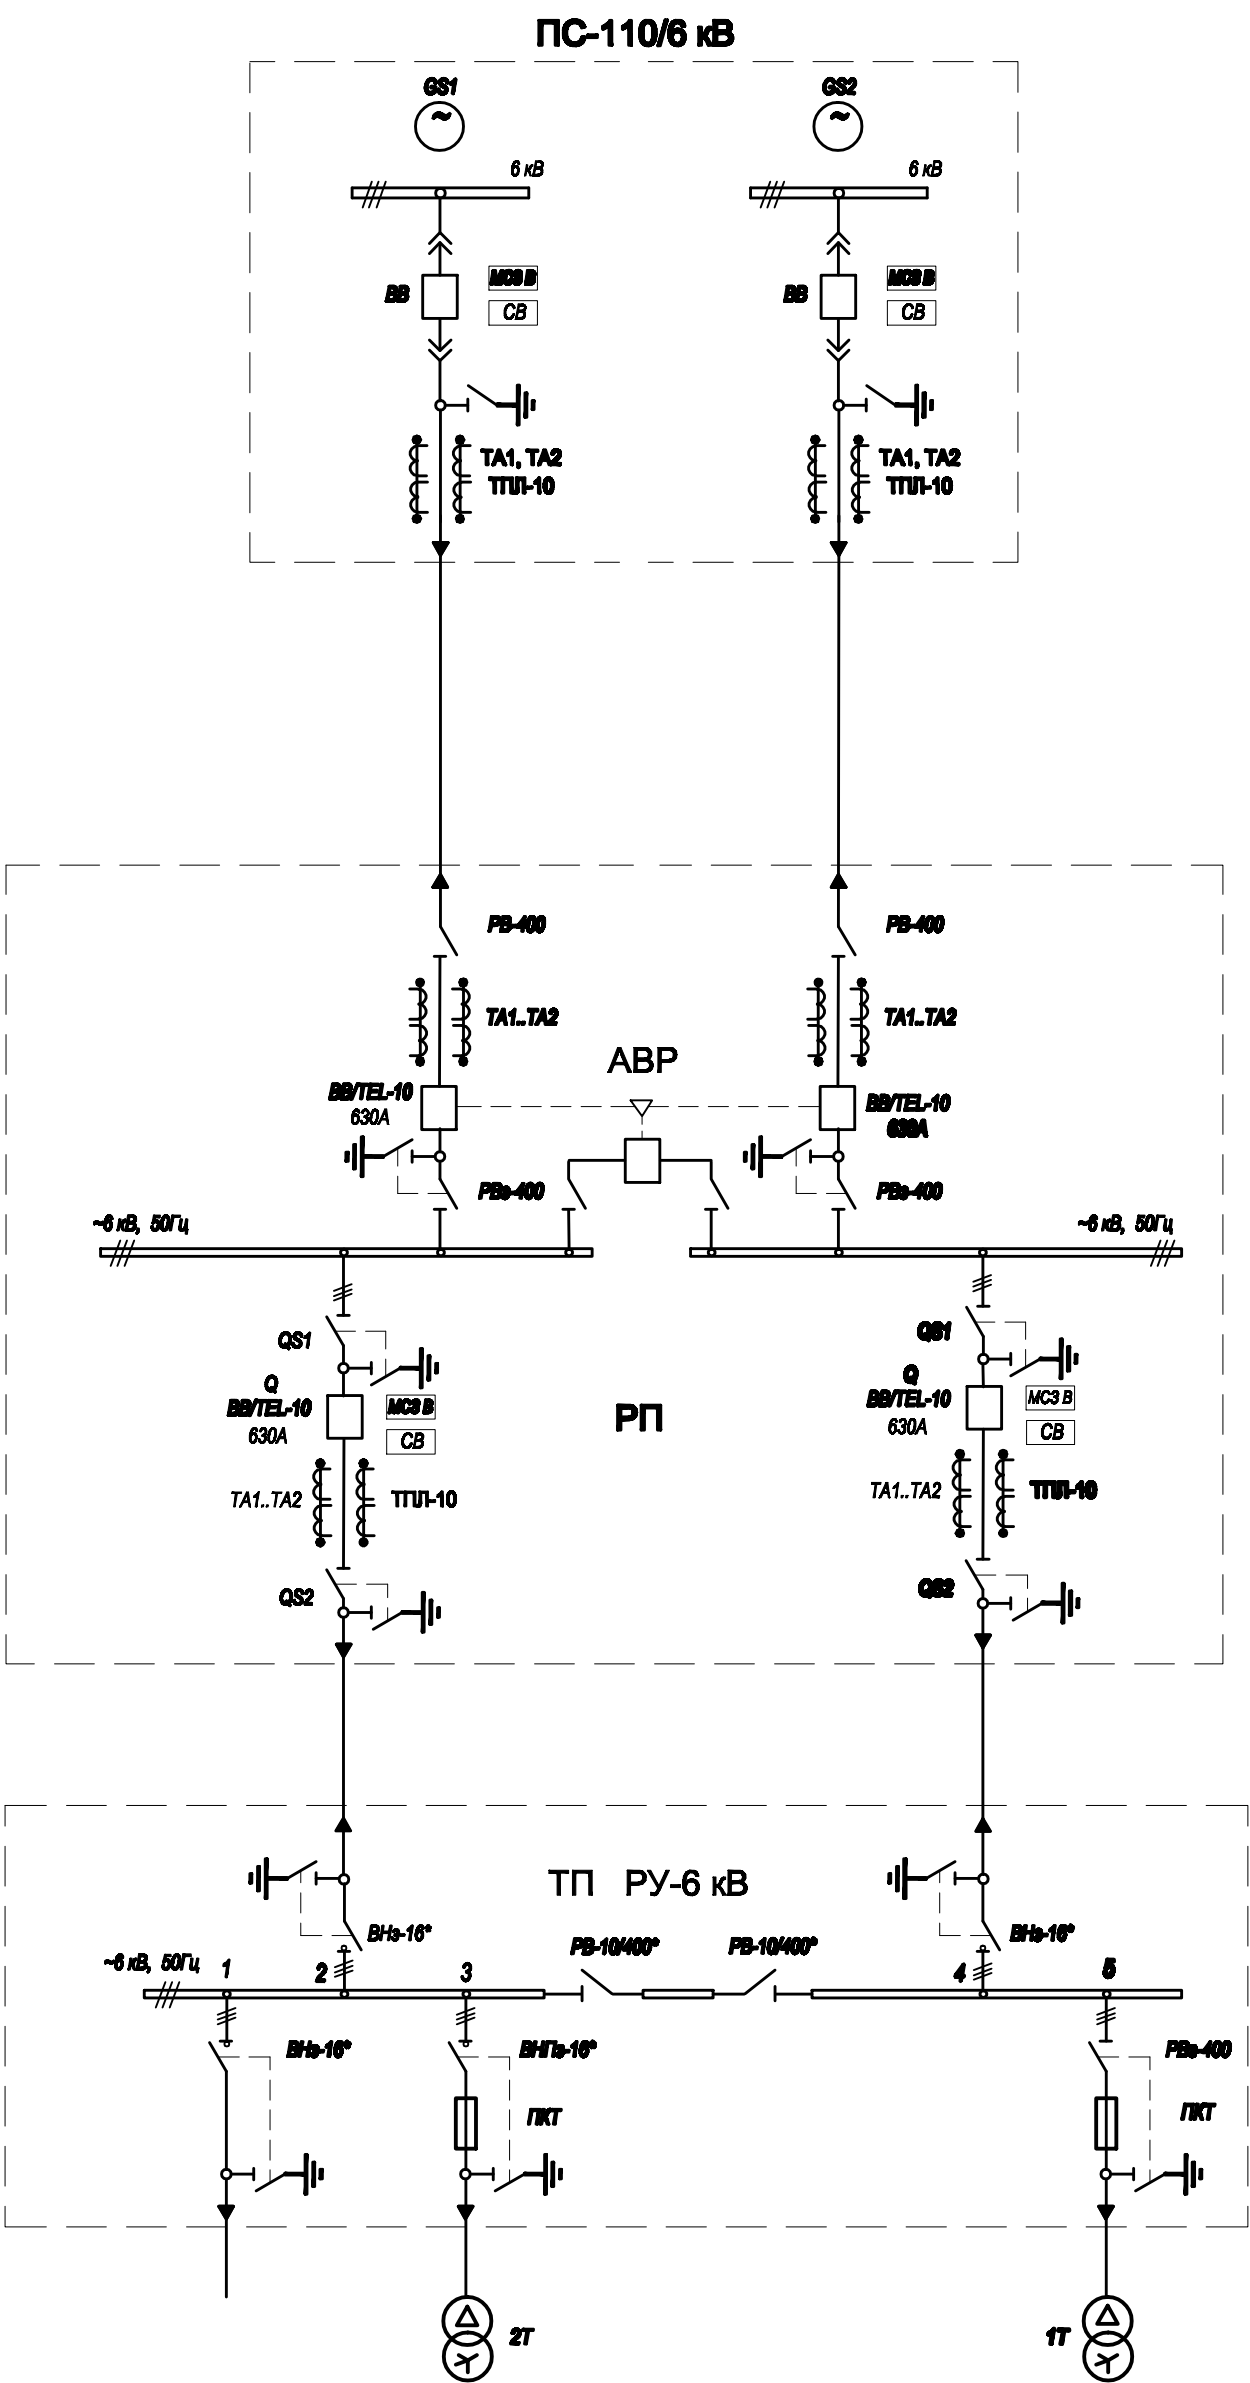 ПС-110/6 кВ
GS1
GS2
~
~
6 кВ
6 кВ
ВВ
МСЗ В
СВ
ВВ
МСЗ В
СВ
ТА1, ТА2
ТПЛ-10
ТА1, ТА2
ТПЛ-10
РВ-400
РВ-400
ТА1..ТА2
ТА1..ТА2
АВР
ВВ/TEL-10
630А
ВВ/TEL-10
630А
РВз-400
РВз-400
~6 кВ, 50Гц
~6 кВ, 50Гц
QS1
QS1
Q
ВВ/TEL-10
630А
МСЗ В
СВ
РП
Q
ВВ/TEL-10
630А
МСЗ В
СВ
ТА1..ТА2
ТПЛ-10
ТА1..ТА2
ТПЛ-10
QS2
QS2
ТП РУ-6 кВ
ВНз-16*
ВНз-16*
РВ-10/400*
РВ-10/400*
~6 кВ, 50Гц
1
2
3
4
5
ВНз-16*
ВНПз-16*
РВз-400
ПКТ
ПКТ
2Т
1Т